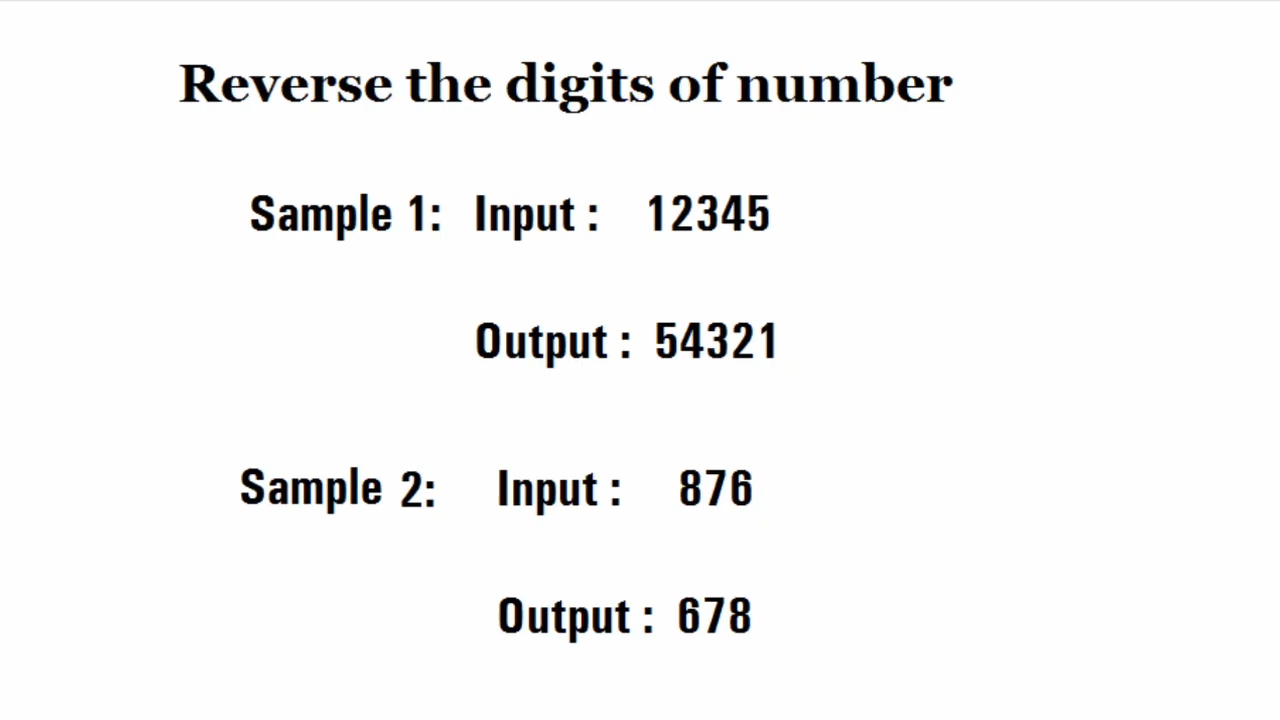 Reverse the digits of number
Sample 1: Input : 12345
Output : 54321
Sample 2: Input : 876
Output : 678